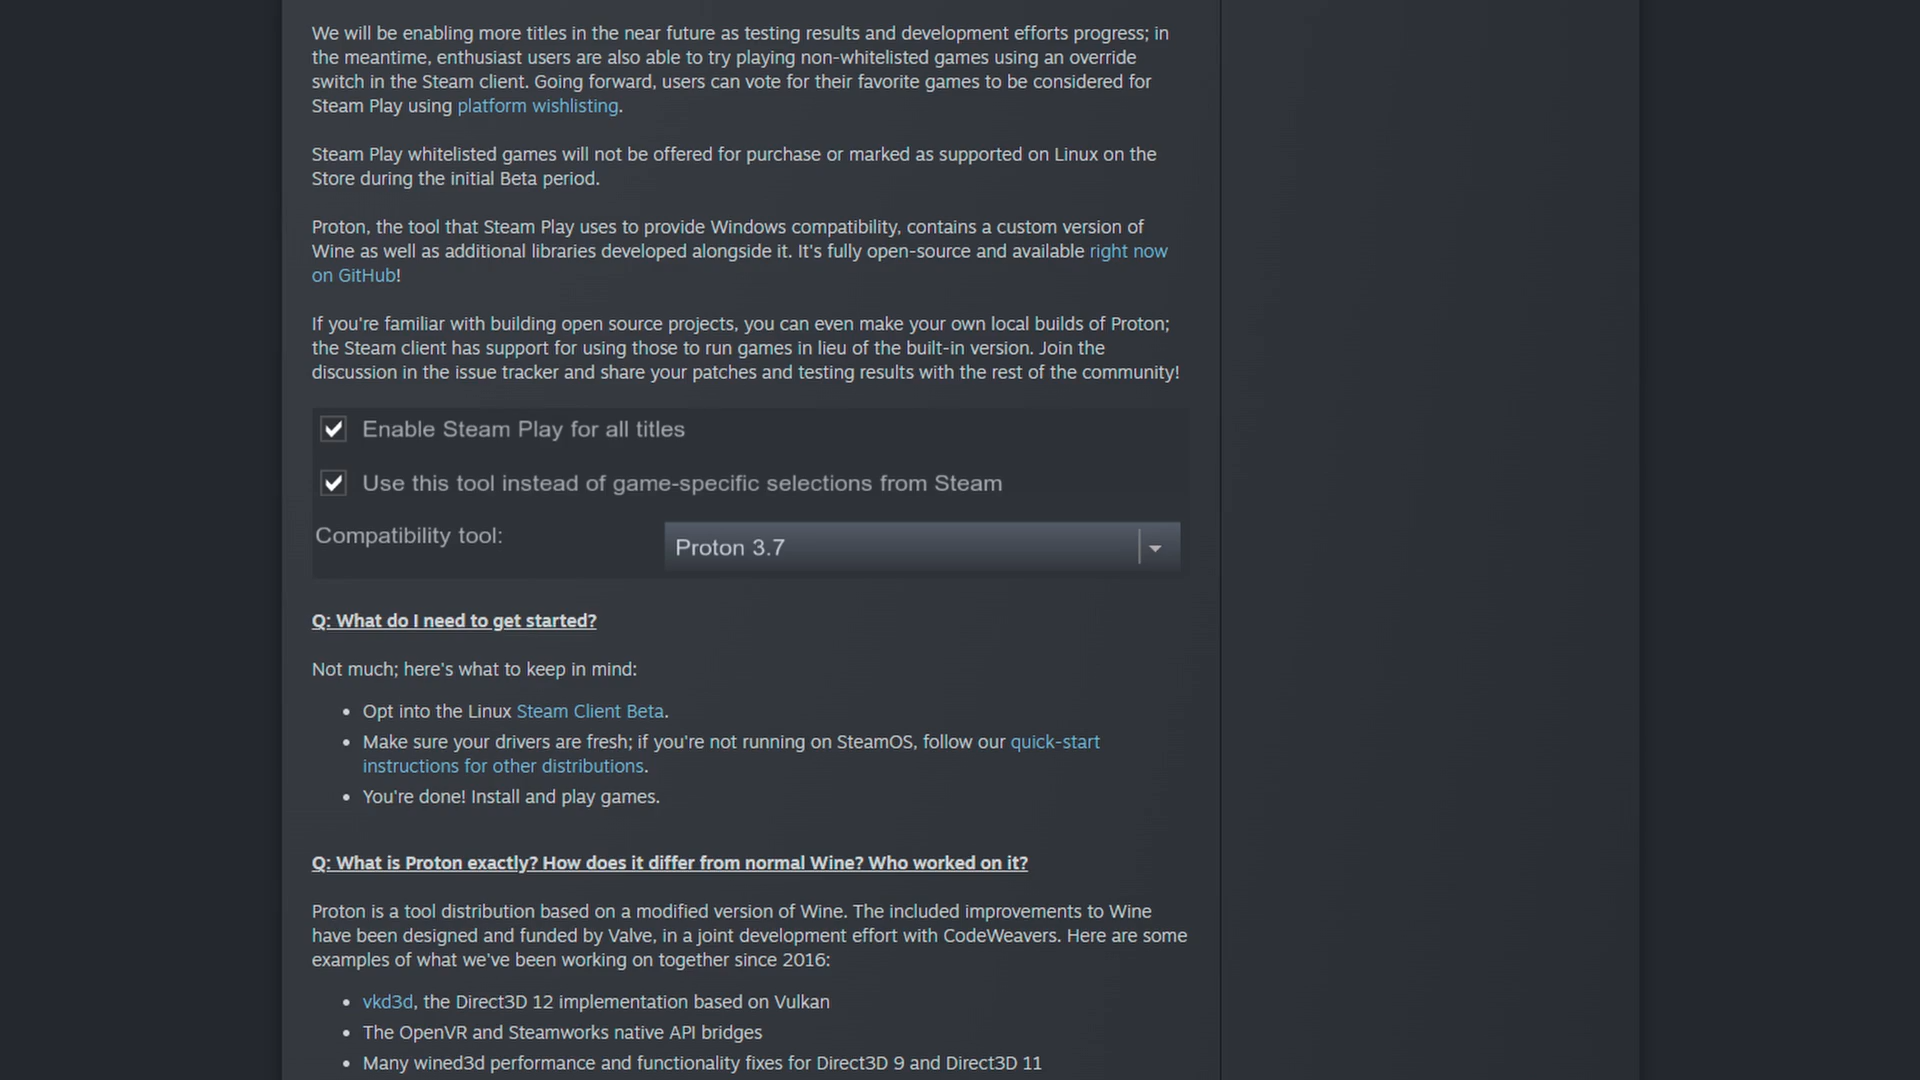 We will be enabling more titles in the near future as testing results and development efforts progress; in
the meantime, enthusiast users are also able to try playing non-whitelisted games using an override
switch in the Steam client. Going forward, users can vote for their favorite games to be considered for
Steam Play using platform wishlisting.
Steam Play whitelisted games will not be offered for purchase or marked as supported on Linux on the
Store during the initial Beta period.
Proton, the tool that Steam Play uses to provide Windows compatibility, contains a custom version of
Wine as well as additional libraries developed alongside it. It's fully open-source and available right now
on GitHub!
If you're familiar with building open source projects, you can even make your own local builds of Proton;
the Steam client has support for using those to run games in lieu of the built-in version. Join the
discussion in the issue tracker and share your patches and testing results with the rest of the community!
Enable Steam Play for all titles
Use this tool instead of game-specific selections from Steam
Compatibility tool: Proton 3.7
Q: What do I need to get started?
Not much; here's what to keep in mind:
• Opt into the Linux Steam Client Beta.
• Make sure your drivers are fresh; if you're not running on SteamOS, follow our quick-start
instructions for other distributions.
• You're done! Install and play games.
Q: What is Proton exactly? How does it differ from normal Wine? Who worked on it?
Proton is a tool distribution based on a modified version of Wine. The included improvements to Wine
have been designed and funded by Valve, in a joint development effort with CodeWeavers. Here are some
examples of what we've been working on together since 2016:
• vkd3d, the Direct3D 12 implementation based on Vulkan
• The OpenVR and Steamworks native API bridges
• Many wined3d performance and functionality fixes for Direct3D 9 and Direct3D 11